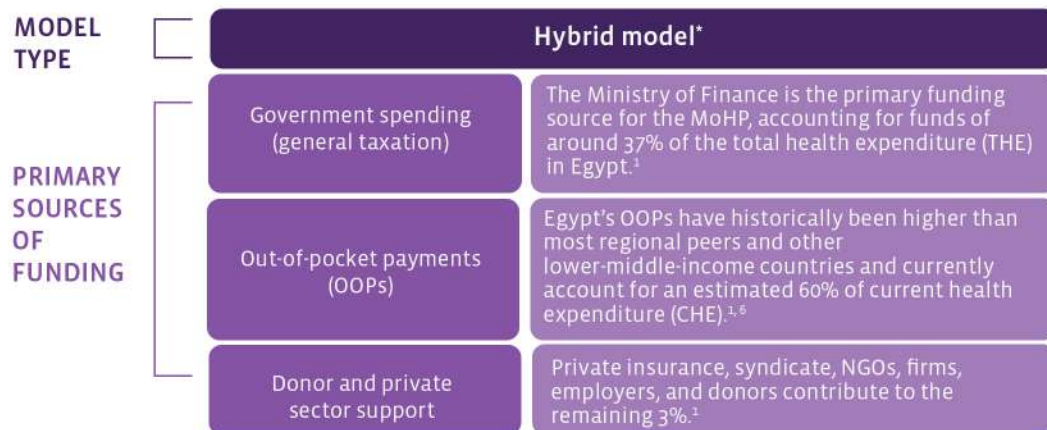 MODEL
TYPE
Hybrid model*
PRIMARY
SOURCES
OF
FUNDING
Government spending
(general taxation)
The Ministry of Finance is the primary funding
source for the MoHP, accounting for funds of
around 37% of the total health expenditure (THE)
in Egypt.¹
Out-of-pocket payments
(OOPs)
Egypt's OOPs have historically been higher than
most regional peers and other
lower-middle-income countries and currently
account for an estimated 60% of current health
expenditure (CHE).¹,⁶
Donor and private
sector support
Private insurance, syndicate, NGOs, firms,
employers, and donors contribute to the
remaining 3%.¹